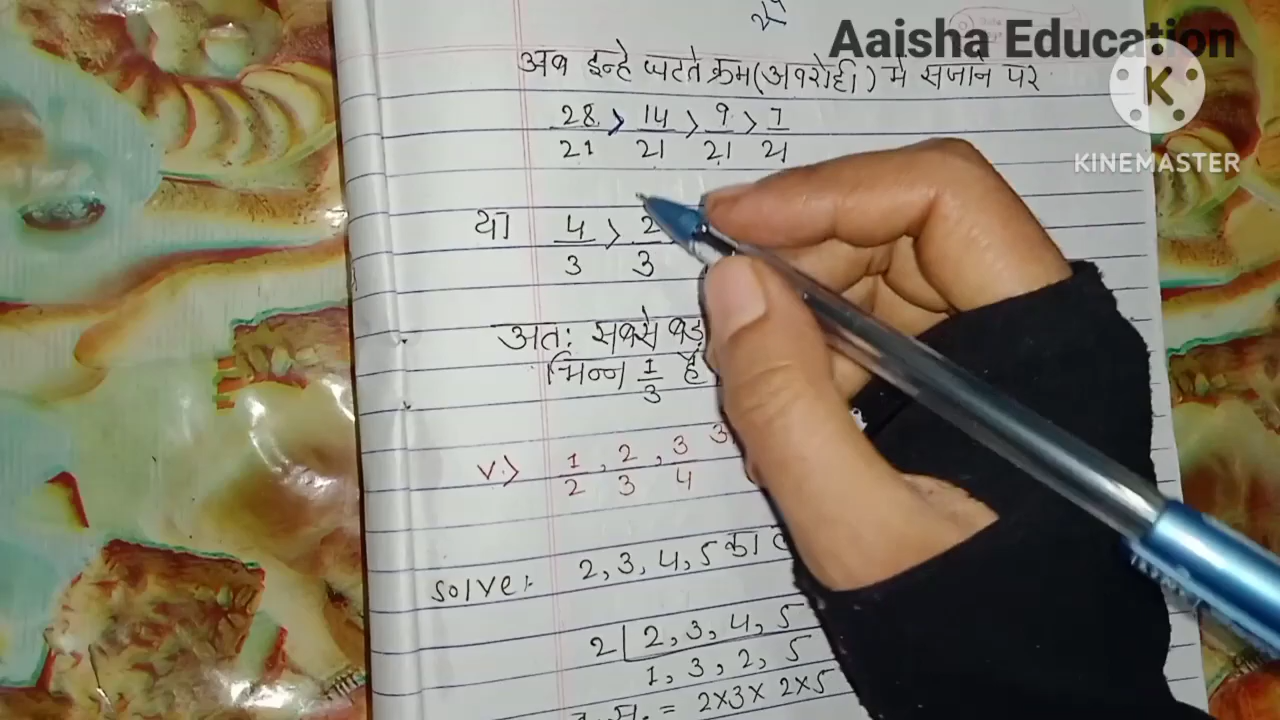 Aaisha Education
K
KINEMASTER
अब इन्हे घटते क्रम(अवरोही) मे सजाने पर
28/21 > 14/21 > 9/21 > 7/21
या 4/3 > 2/3
अतः सबसे बड़
भिन्न 1/3 है
v> 1/2, 2/3, 3/4 3
solve:- 2, 3, 4, 5 का
2 | 2, 3, 4, 5
1, 3, 2, 5
= 2×3×2×5